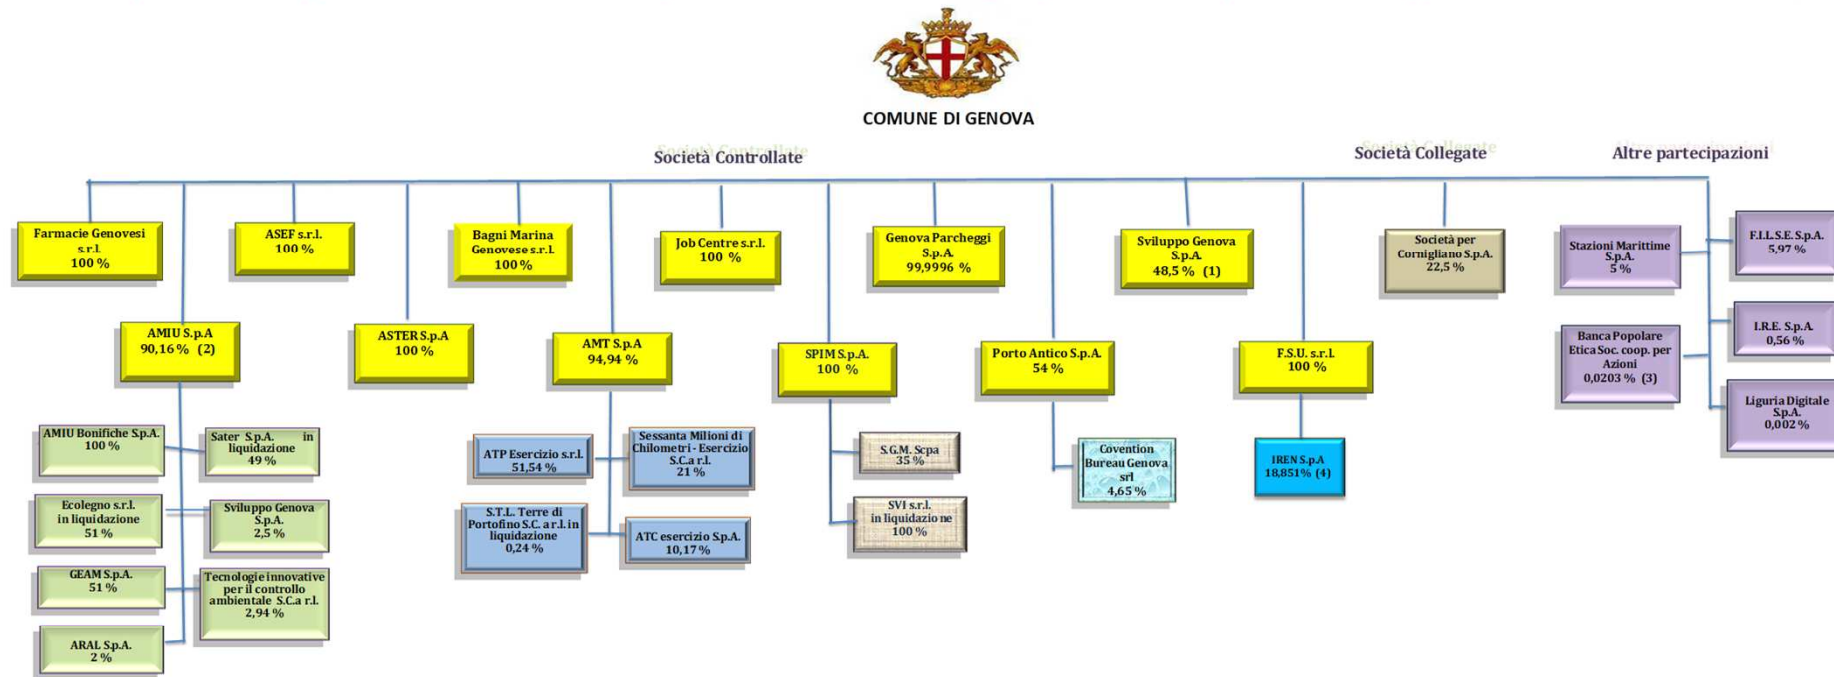 COMUNE DI GENOVA
Società Controllate
Società Collegate
Altre partecipazioni
Farmacie Genovesi
s.r.l.
100 %
ASEF s.r.l.
100 %
Bagni Marina
Genovese s.r.l.
100 %
Job Centre s.r.l.
100 %
Genova Parcheggi
S.p.A.
99,9996 %
Sviluppo Genova
S.p.A.
48,5 % (1)
Società per
Cornigliano S.p.A.
22,5 %
Stazioni Marittime
S.p.A.
5 %
F.I.L.S.E. S.p.A.
5,97 %
AMIU S.p.A
90,16 % (2)
ASTER S.p.A
100 %
AMT S.p.A
94,94 %
SPIM S.p.A.
100 %
Porto Antico S.p.A.
54 %
F.S.U. s.r.l.
100 %
Banca Popolare
Etica Soc. coop. per
Azioni
0,0203 % (3)
I.R.E. S.p.A.
0,56 %
Liguria Digitale
S.p.A.
0,002 %
AMIU Bonifiche S.p.A.
100 %
Sater S.p.A. in
liquidazione
49 %
Ecolegno s.r.l.
in liquidazione
51 %
Sviluppo Genova
S.p.A.
2,5 %
GEAM S.p.A.
51 %
Tecnologie innovative
per il controllo
ambientale S.C.a r.l.
2,94 %
ARAL S.p.A.
2 %
ATP Esercizio s.r.l.
51,54 %
Sessanta Milioni di
Chilometri - Esercizio
S.C.a r.l.
21 %
S.T.L. Terre di
Portofino S.C. a r.l. in
liquidazione
0,24 %
ATC esercizio S.p.A.
10,17 %
S.G.M. Scpa
35 %
SVI s.r.l.
in liquidazione
100 %
Covention
Bureau Genova
srl
4,65 %
IREN S.p.A
18,851% (4)